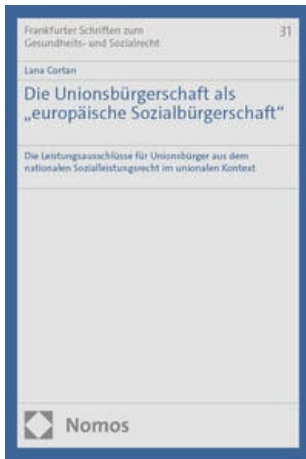 Frankfurter Schriften zum
Gesundheits- und Sozialrecht
31
Lana Cortan
Die Unionsbürgerschaft als
„europäische Sozialbürgerschaft“
Die Leistungsausschlüsse für Unionsbürger aus dem
nationalen Sozialleistungsrecht im unionalen Kontext
Nomos